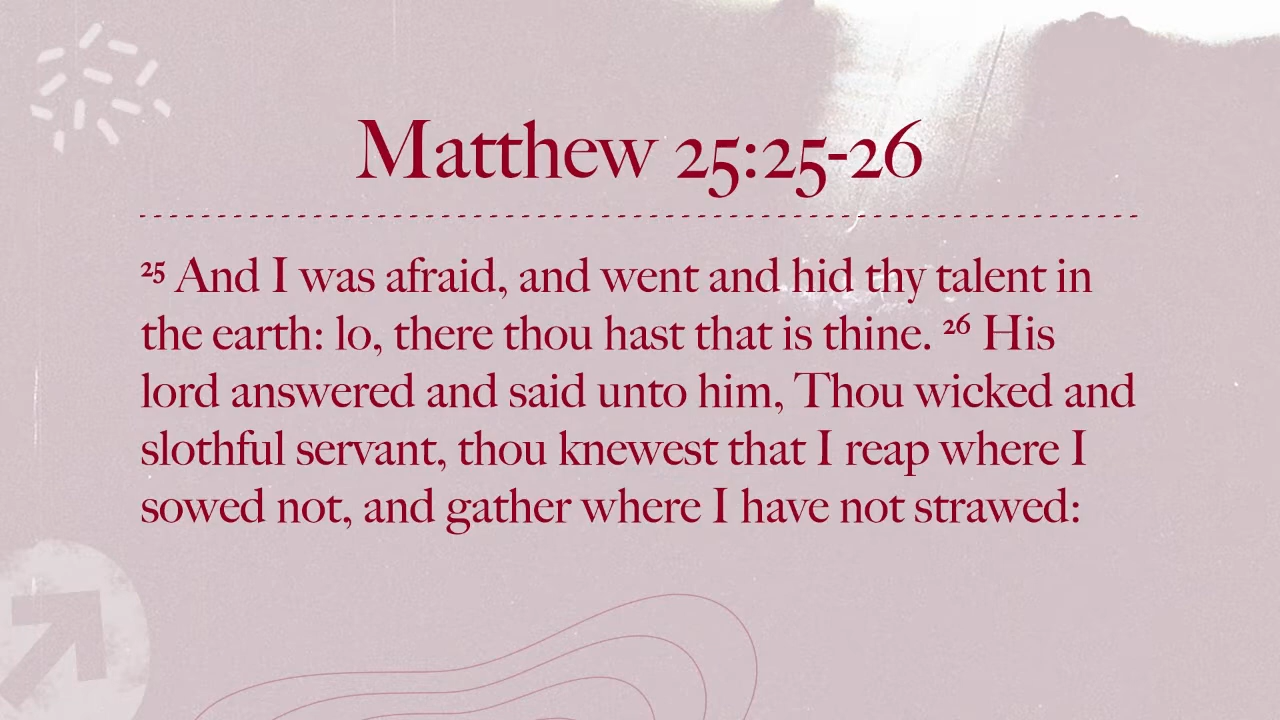 Matthew 25:25-26
²⁵ And I was afraid, and went and hid thy talent in
the earth: lo, there thou hast that is thine. ²⁶ His
lord answered and said unto him, Thou wicked and
slothful servant, thou knewest that I reap where I
sowed not, and gather where I have not strawed: